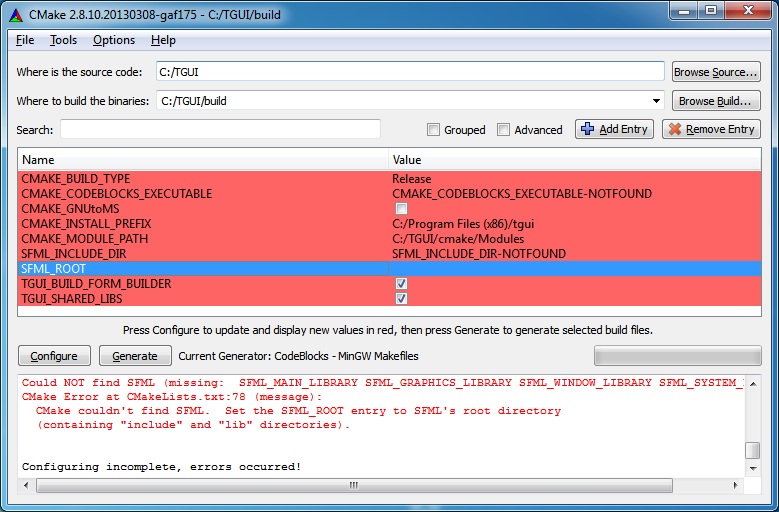 CMake 2.8.10.20130308-gaf175 - C:/TGUI/build
File Tools Options Help
Where is the source code: C:/TGUI Browse Source...
Where to build the binaries: C:/TGUI/build Browse Build...
Search: Grouped Advanced Add Entry Remove Entry
Name Value
CMAKE_BUILD_TYPE Release
CMAKE_CODEBLOCKS_EXECUTABLE CMAKE_CODEBLOCKS_EXECUTABLE-NOTFOUND
CMAKE_GNUtoMS
CMAKE_INSTALL_PREFIX C:/Program Files (x86)/tgui
CMAKE_MODULE_PATH C:/TGUI/cmake/Modules
SFML_INCLUDE_DIR SFML_INCLUDE_DIR-NOTFOUND
SFML_ROOT
TGUI_BUILD_FORM_BUILDER
TGUI_SHARED_LIBS
Press Configure to update and display new values in red, then press Generate to generate selected build files.
Configure Generate Current Generator: CodeBlocks - MinGW Makefiles
Could NOT find SFML (missing:  SFML_MAIN_LIBRARY SFML_GRAPHICS_LIBRARY SFML_WINDOW_LIBRARY SFML_SYSTEM_
CMake Error at CMakeLists.txt:78 (message):
CMake couldn't find SFML.  Set the SFML_ROOT entry to SFML's root directory
(containing "include" and "lib" directories).
Configuring incomplete, errors occurred!